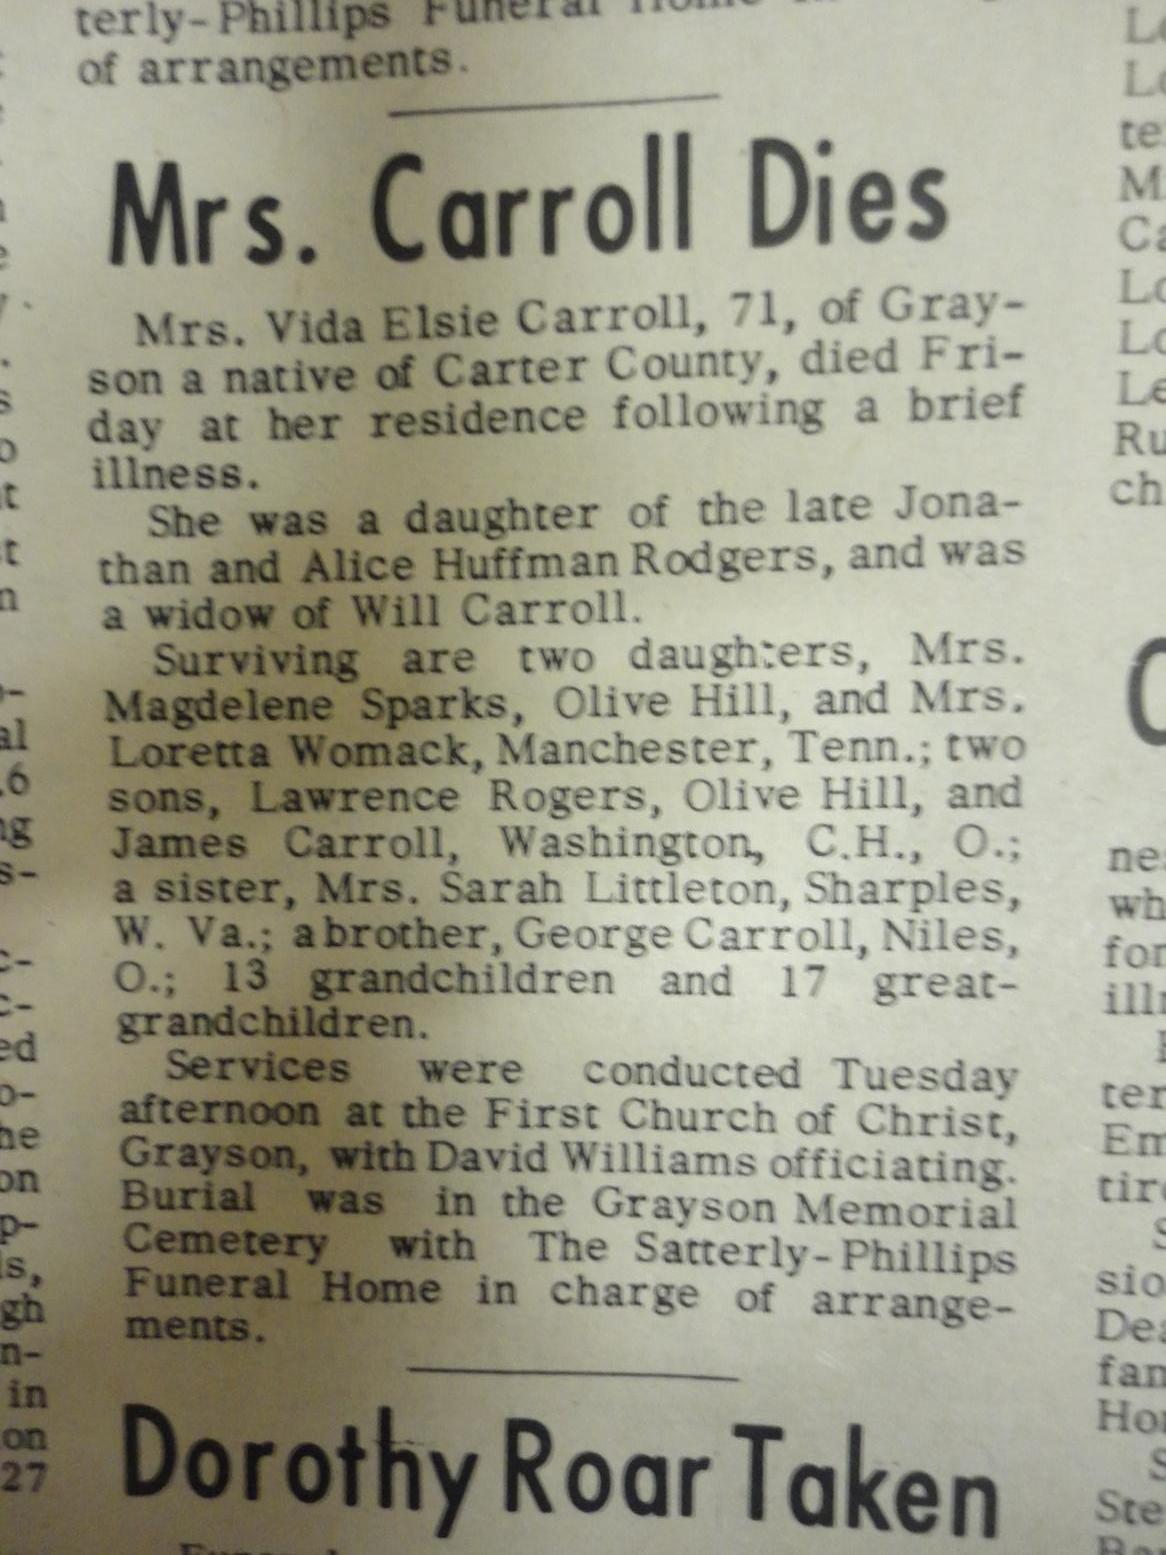 terly-Phillips Funeral Home
of arrangements.
Mrs. Carroll Dies
Mrs. Vida Elsie Carroll, 71, of Gray-
son a native of Carter County, died Fri-
day at her residence following a brief
illness.
She was a daughter of the late Jona-
than and Alice Huffman Rodgers, and was
a widow of Will Carroll.
Surviving are two daughters, Mrs.
Magdelene Sparks, Olive Hill, and Mrs.
Loretta Womack, Manchester, Tenn.; two
sons, Lawrence Rogers, Olive Hill, and
James Carroll, Washington, C.H., O.;
a sister, Mrs. Sarah Littleton, Sharples,
W. Va.; a brother, George Carroll, Niles,
O.; 13 grandchildren and 17 great-
grandchildren.
Services were conducted Tuesday
afternoon at the First Church of Christ,
Grayson, with David Williams officiating.
Burial was in the Grayson Memorial
Cemetery with The Satterly-Phillips
Funeral Home in charge of arrange-
ments.
Dorothy Roar Taken